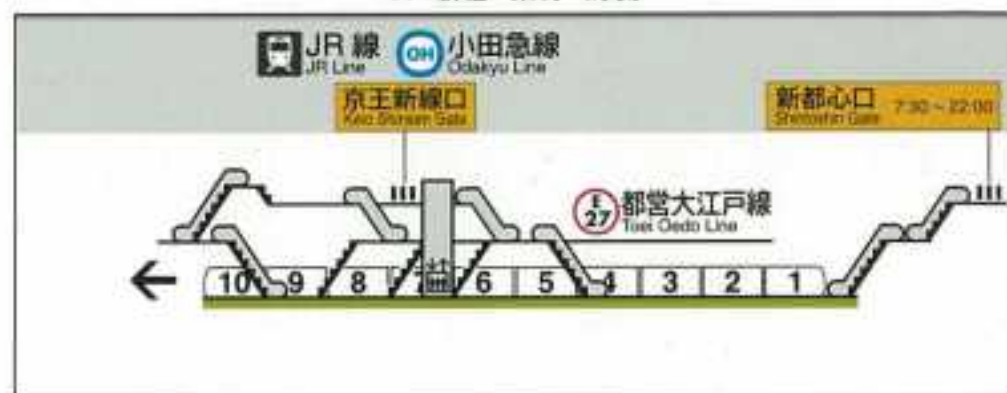 JR 線
JR Line
OH
小田急線
Odakyu Line
京王新線口
Keio Shinsen Gate
新都心口
Shintoshin Gate
7:30～22:00
E
27
都営大江戸線
Toei Oedo Line
10 9 8 7 6 5 4 3 2 1